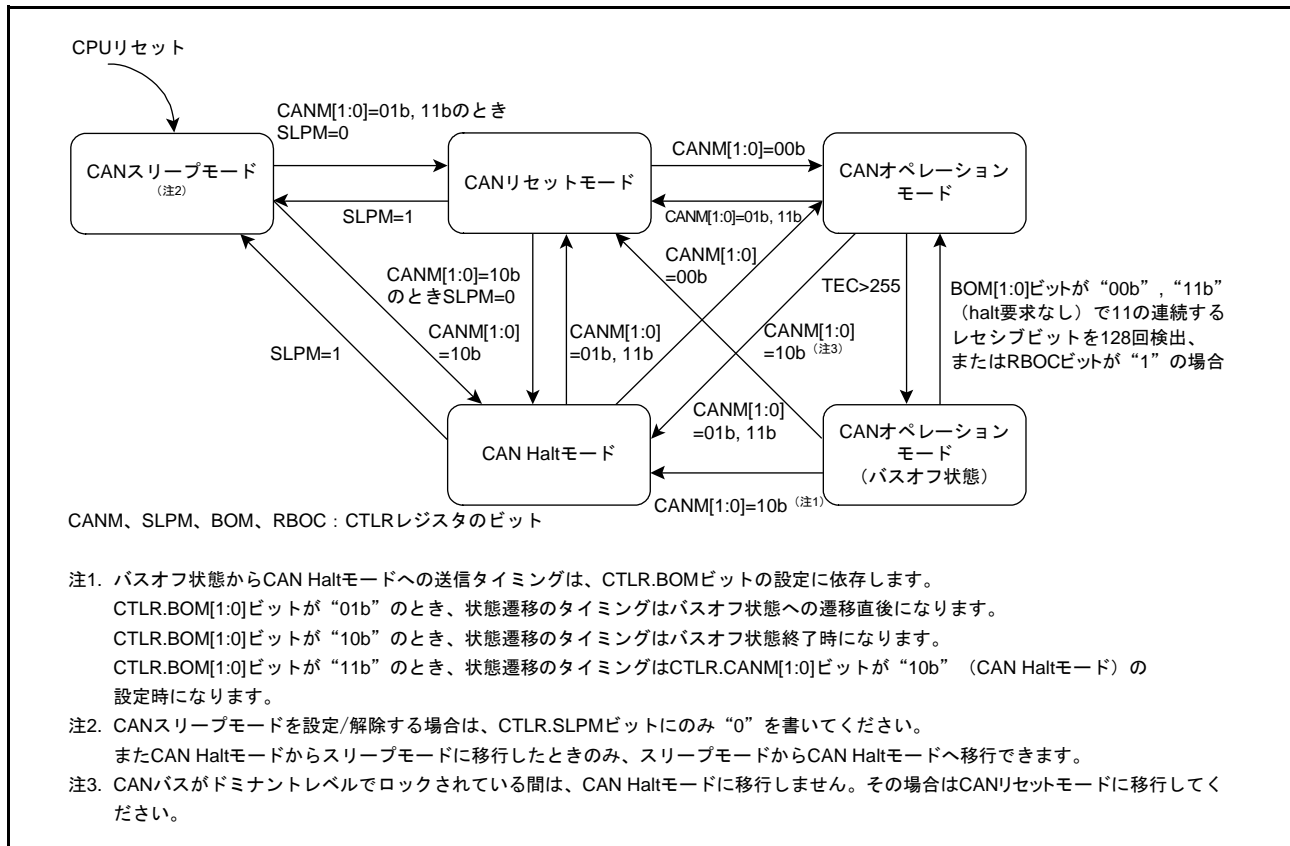 CPUリセット
CANM[1:0]=01b, 11bのとき
SLPM=0
CANスリープモード
（注2）
SLPM=1
CANリセットモード
CANM[1:0]=00b
CANM[1:0]=01b, 11b
CANオペレーション
モード
CANM[1:0]=10b
のときSLPM=0
CANM[1:0]
=10b
SLPM=1
CANM[1:0]
=01b, 11b
CANM[1:0]
=00b
TEC>255
CANM[1:0]
=10b（注3）
BOM[1:0]ビットが“00b”, “11b”
（halt要求なし）で11の連続する
レセシブビットを128回検出、
またはRBOCビットが“1”の場合
CAN Haltモード
CANM[1:0]
=01b, 11b
CANオペレーション
モード
（バスオフ状態）
CANM[1:0]=10b（注1）
CANM、SLPM、BOM、RBOC：CTLRレジスタのビット
注1. バスオフ状態からCAN Haltモードへの送信タイミングは、CTLR.BOMビットの設定に依存します。
CTLR.BOM[1:0]ビットが“01b”のとき、状態遷移のタイミングはバスオフ状態への遷移直後になります。
CTLR.BOM[1:0]ビットが“10b”のとき、状態遷移のタイミングはバスオフ状態終了時になります。
CTLR.BOM[1:0]ビットが“11b”のとき、状態遷移のタイミングはCTLR.CANM[1:0]ビットが“10b”（CAN Haltモード）の
設定時になります。
注2. CANスリープモードを設定/解除する場合は、CTLR.SLPMビットにのみ“0”を書いてください。
またCAN Haltモードからスリープモードに移行したときのみ、スリープモードからCAN Haltモードへ移行できます。
注3. CANバスがドミナントレベルでロックされている間は、CAN Haltモードに移行しません。その場合はCANリセットモードに移行してく
ださい。